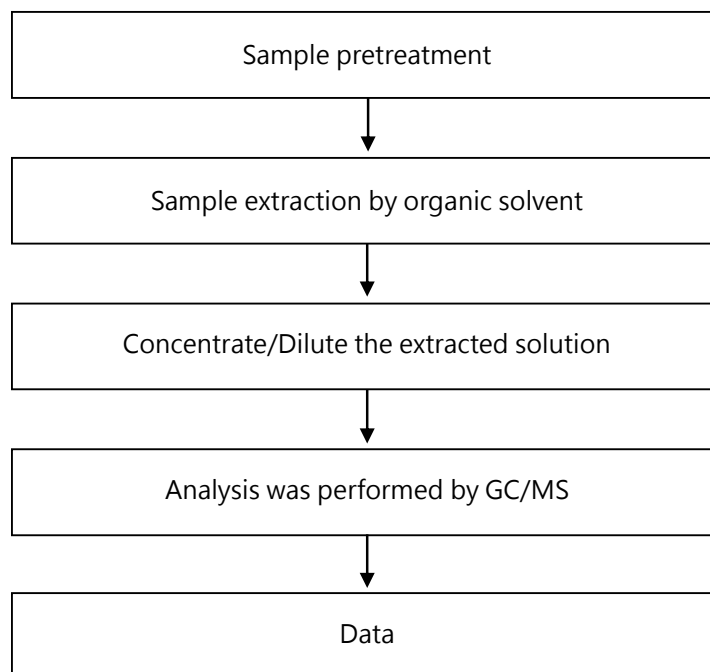 Sample pretreatment
Sample extraction by organic solvent
Concentrate/Dilute the extracted solution
Analysis was performed by GC/MS
Data